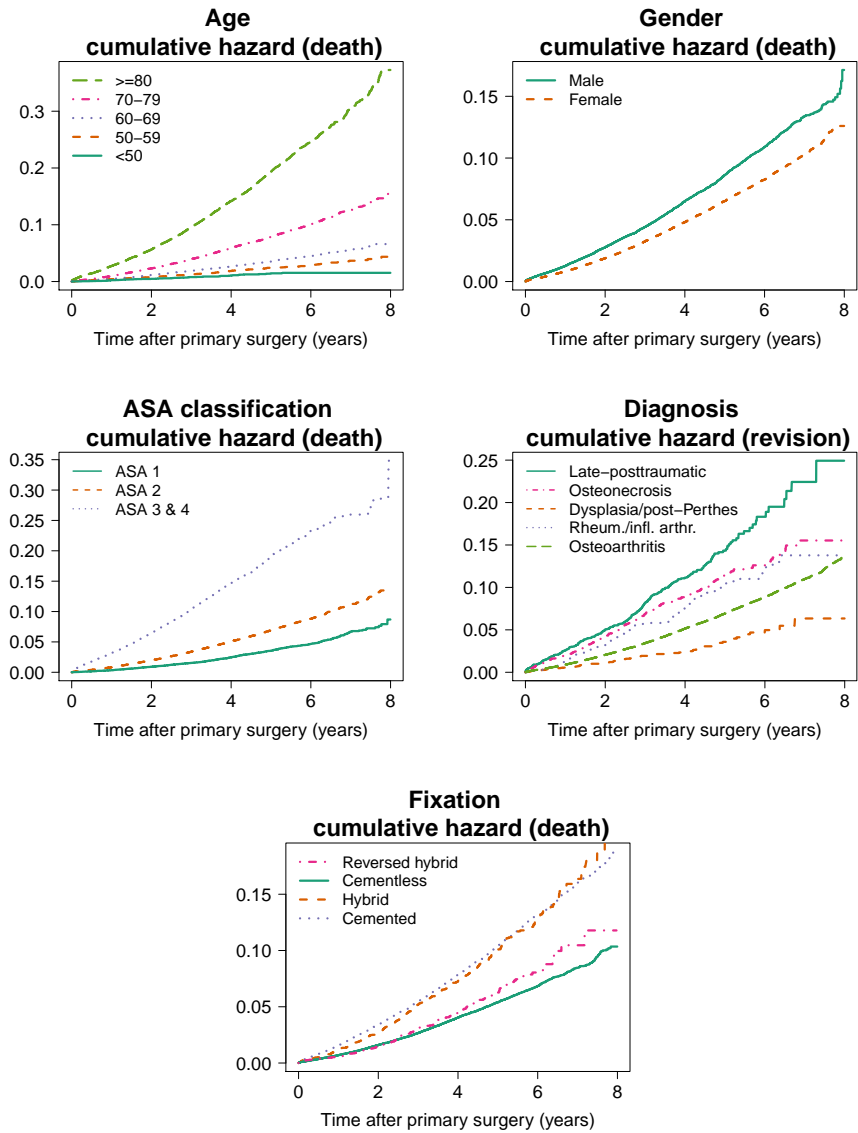 Age
cumulative hazard (death)
>=80
70−79
60−69
50−59
<50
0.3
0.2
0.1
0.0
0 2 4 6 8
Time after primary surgery (years)
Gender
cumulative hazard (death)
Male
Female
0.15
0.10
0.05
0.00
0 2 4 6 8
Time after primary surgery (years)
ASA classification
cumulative hazard (death)
ASA 1
ASA 2
ASA 3 & 4
0.35
0.30
0.25
0.20
0.15
0.10
0.05
0.00
0 2 4 6 8
Time after primary surgery (years)
Diagnosis
cumulative hazard (revision)
Late−posttraumatic
Osteonecrosis
Dysplasia/post−Perthes
Rheum./infl. arthr.
Osteoarthritis
0.25
0.20
0.15
0.10
0.05
0.00
0 2 4 6 8
Time after primary surgery (years)
Fixation
cumulative hazard (death)
Reversed hybrid
Cementless
Hybrid
Cemented
0.15
0.10
0.05
0.00
0 2 4 6 8
Time after primary surgery (years)